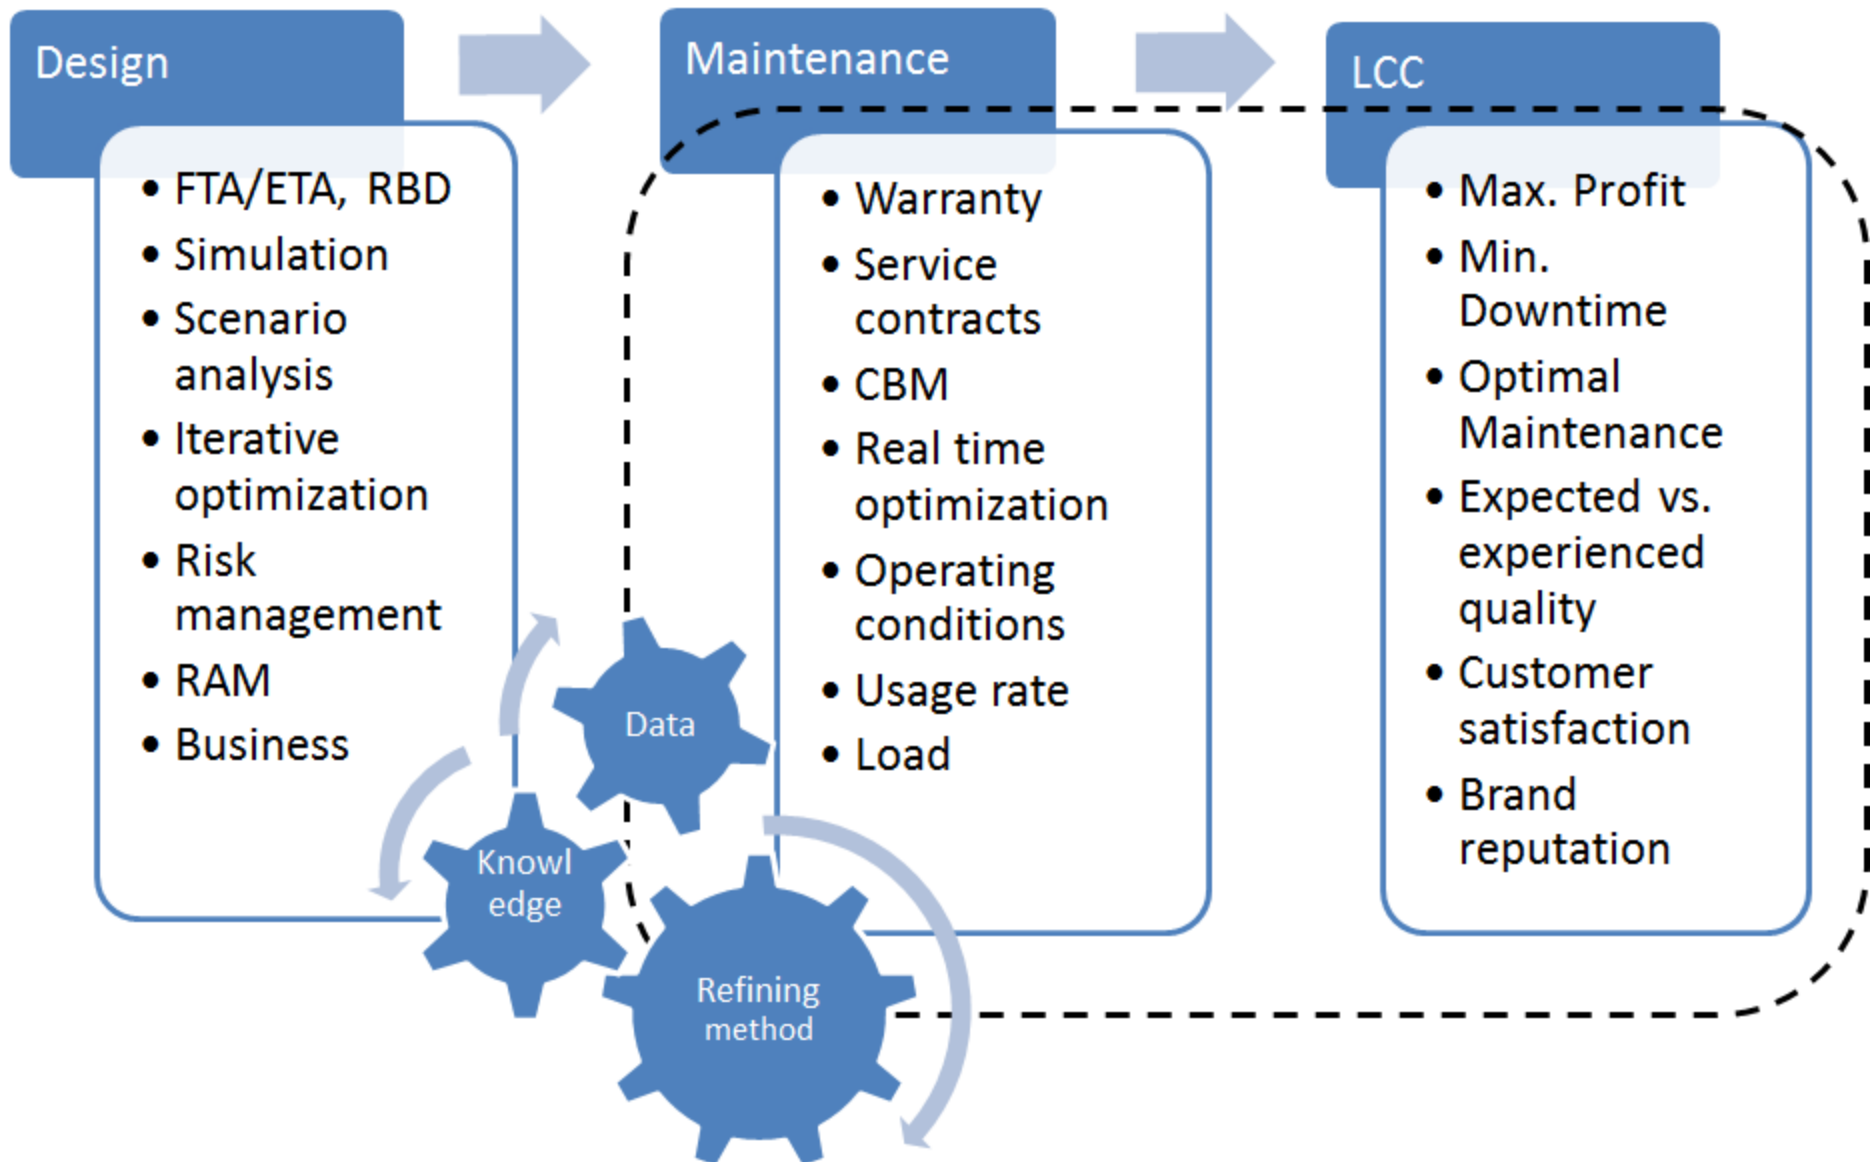 Design
• FTA/ETA, RBD
• Simulation
• Scenario
analysis
• Iterative
optimization
• Risk
management
• RAM
• Business
Maintenance
• Warranty
• Service
contracts
• CBM
• Real time
optimization
• Operating
conditions
• Usage rate
• Load
LCC
• Max. Profit
• Min.
Downtime
• Optimal
Maintenance
• Expected vs.
experienced
quality
• Customer
satisfaction
• Brand
reputation
Data
Knowl
edge
Refining
method